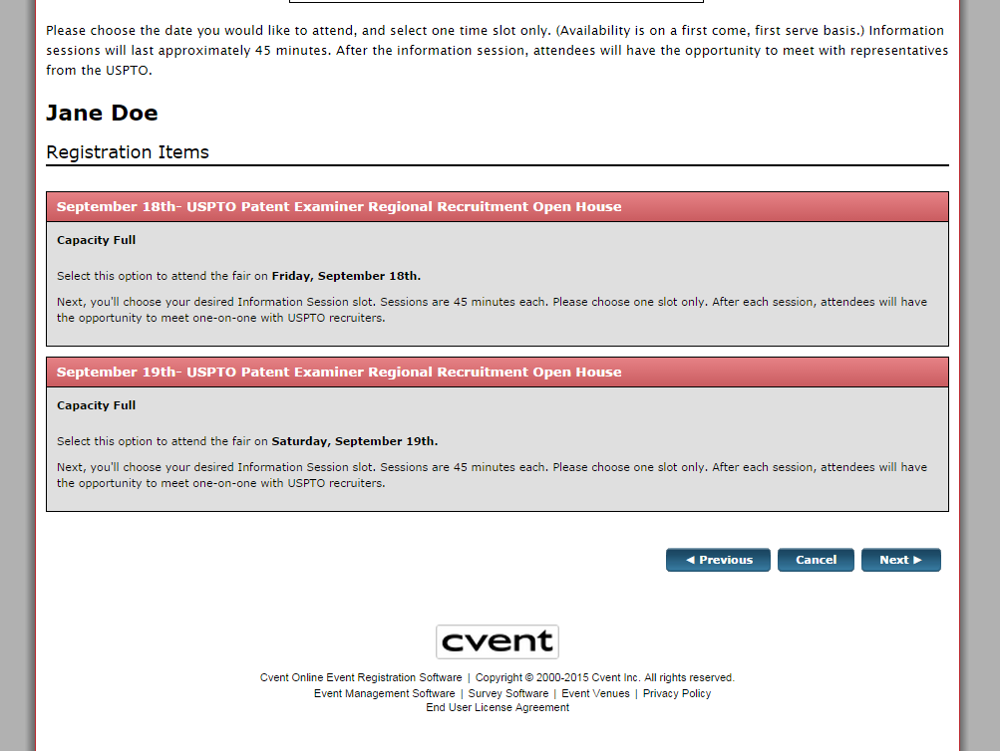 Please choose the date you would like to attend, and select one time slot only. (Availability is on a first come, first serve basis.) Information
sessions will last approximately 45 minutes. After the information session, attendees will have the opportunity to meet with representatives
from the USPTO.
Jane Doe
Registration Items
September 18th- USPTO Patent Examiner Regional Recruitment Open House
Capacity Full
Select this option to attend the fair on Friday, September 18th.
Next, you'll choose your desired Information Session slot. Sessions are 45 minutes each. Please choose one slot only. After each session, attendees will have
the opportunity to meet one-on-one with USPTO recruiters.
September 19th- USPTO Patent Examiner Regional Recruitment Open House
Capacity Full
Select this option to attend the fair on Saturday, September 19th.
Next, you'll choose your desired Information Session slot. Sessions are 45 minutes each. Please choose one slot only. After each session, attendees will have
the opportunity to meet one-on-one with USPTO recruiters.
◄ Previous Cancel Next ►
cvent
Cvent Online Event Registration Software | Copyright © 2000-2015 Cvent Inc. All rights reserved.
Event Management Software | Survey Software | Event Venues | Privacy Policy
End User License Agreement